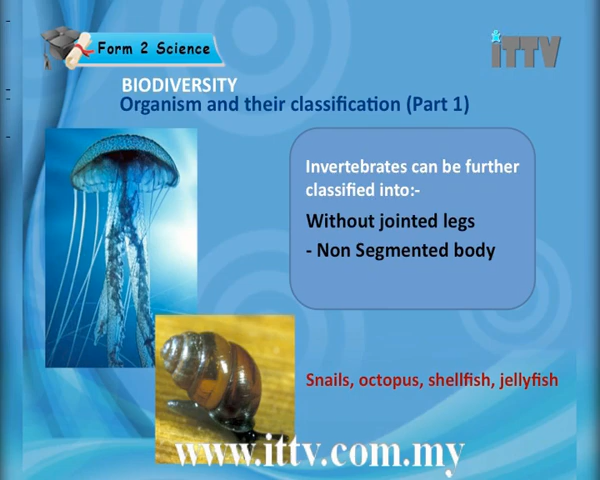 Form 2 Science
iTTV
BIODIVERSITY
Organism and their classification (Part 1)
Invertebrates can be further
classified into:-
Without jointed legs
- Non Segmented body
Snails, octopus, shellfish, jellyfish
www.ittv.com.my